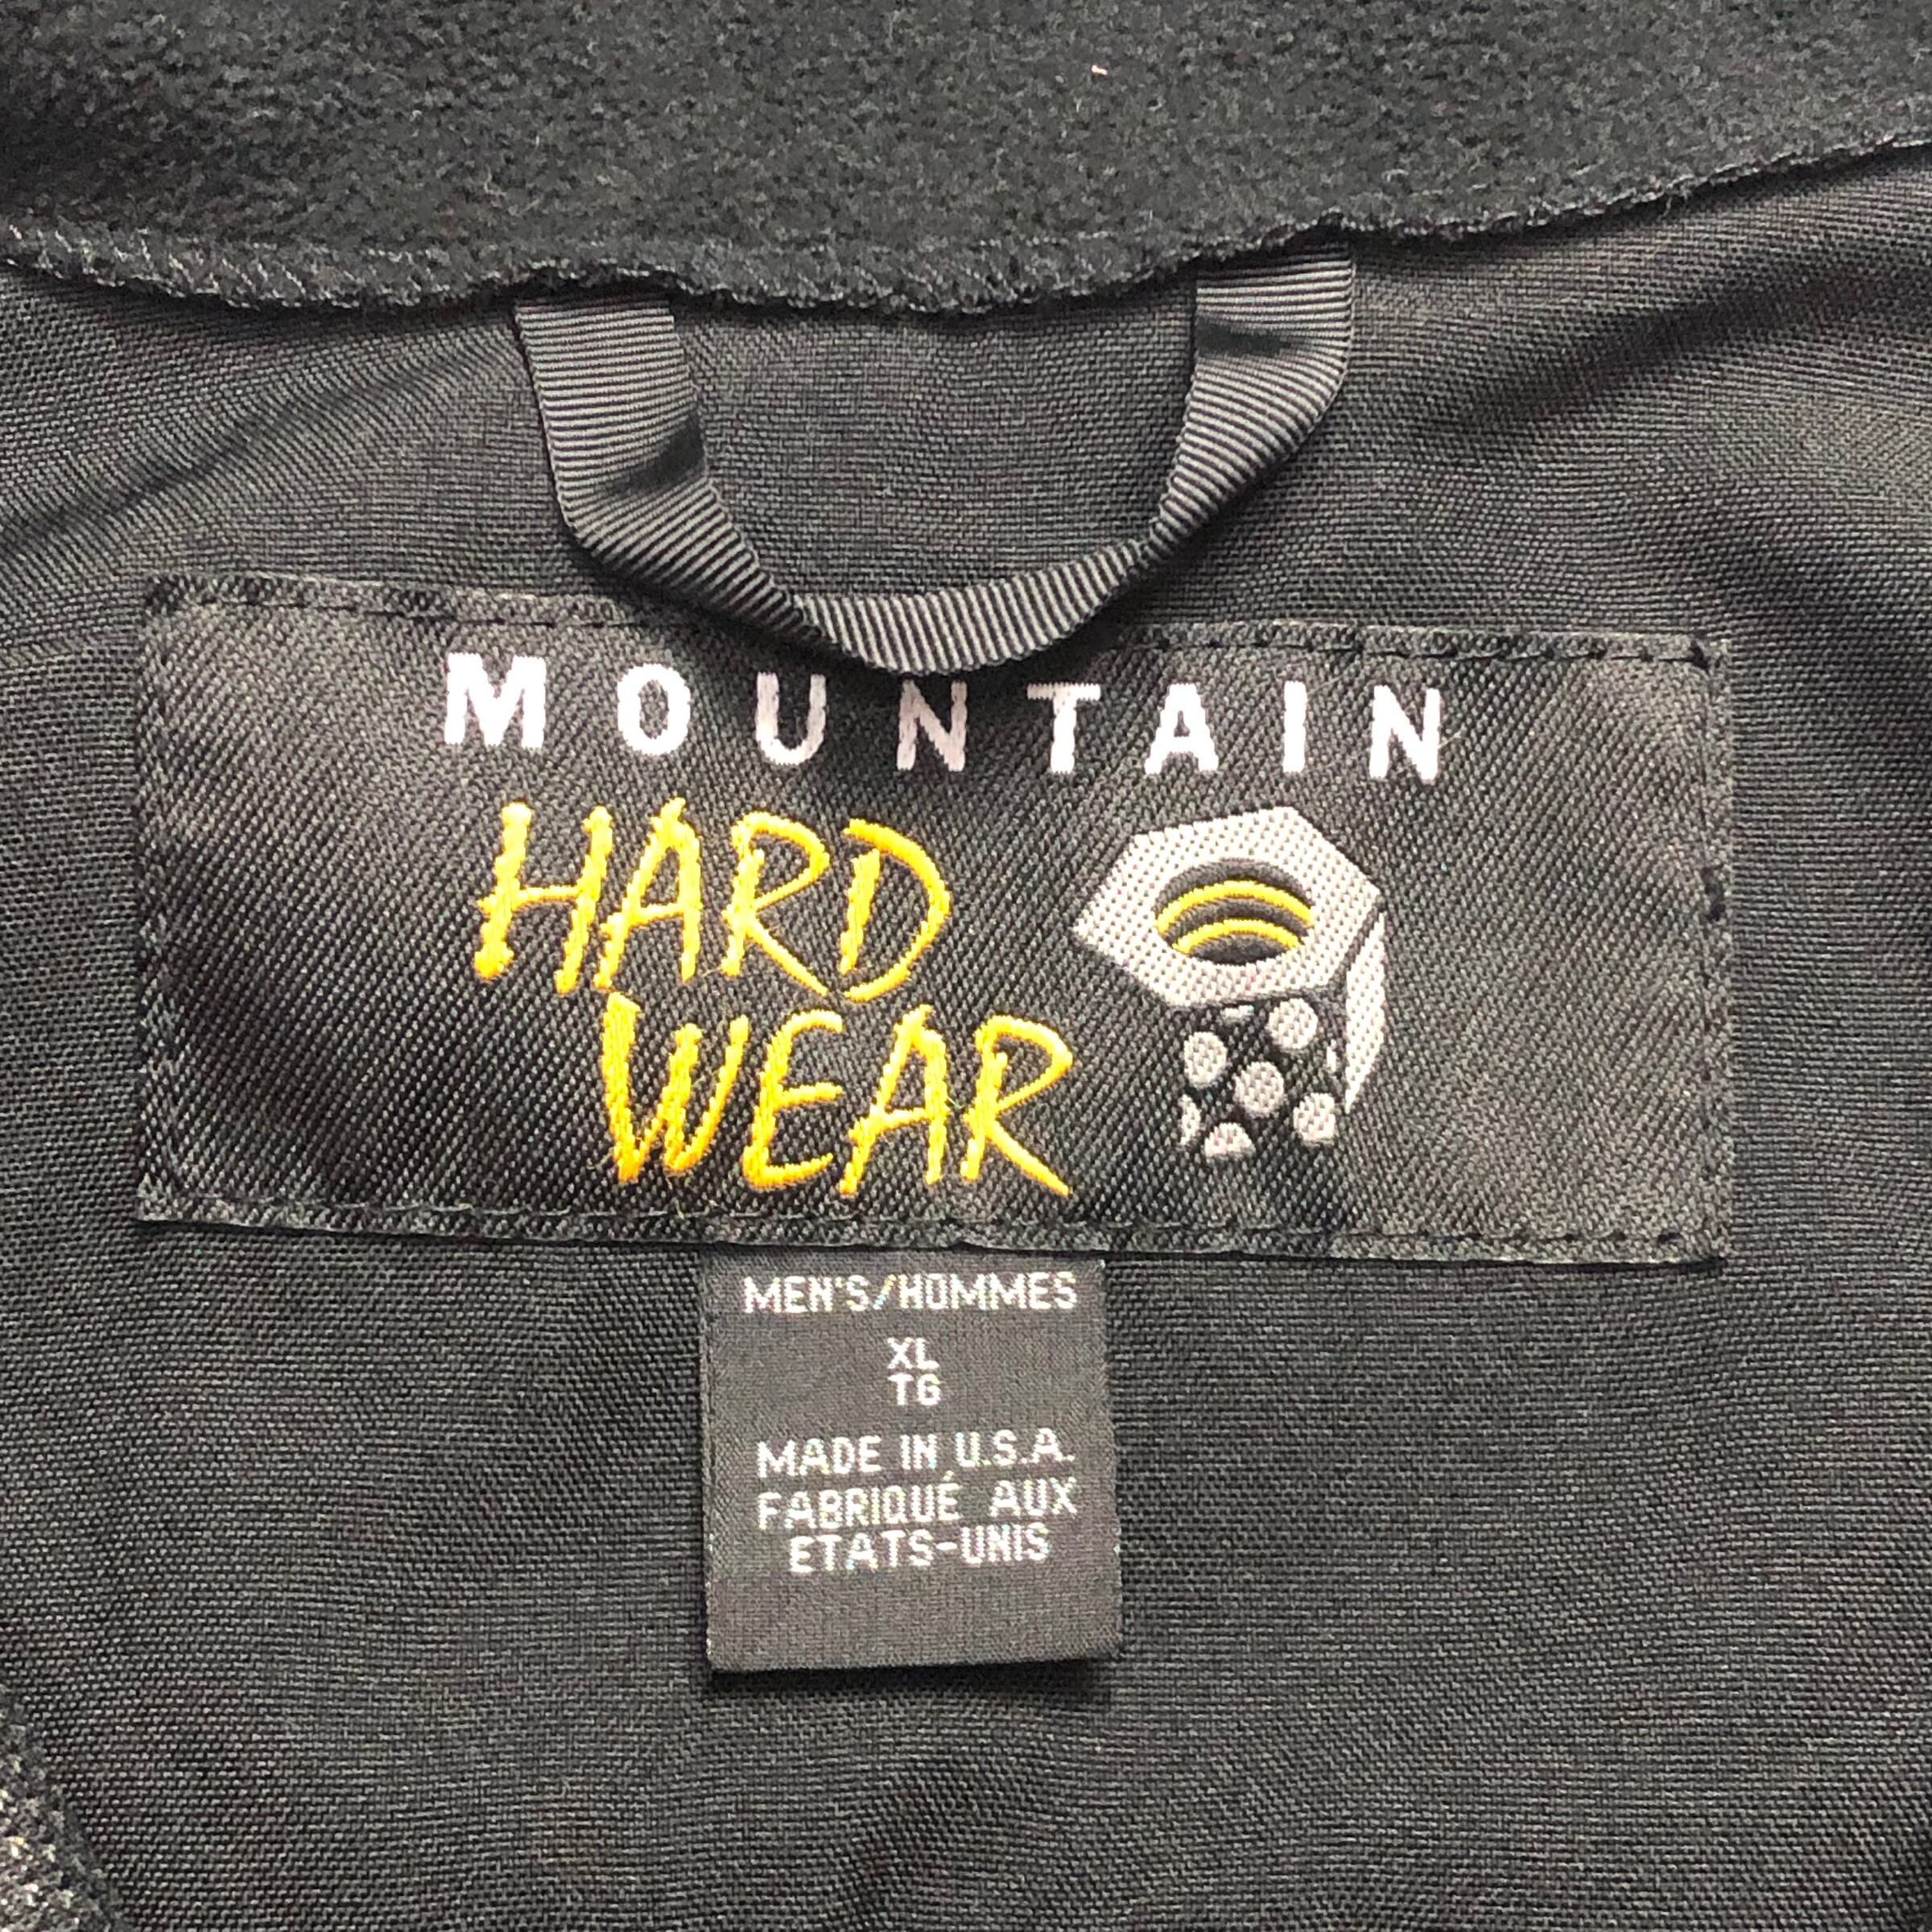 MOUNTAIN
HARD
WEAR
MEN'S/HOMMES
XL
TG
MADE IN U.S.A.
FABRIQUÉ AUX
ETATS-UNIS